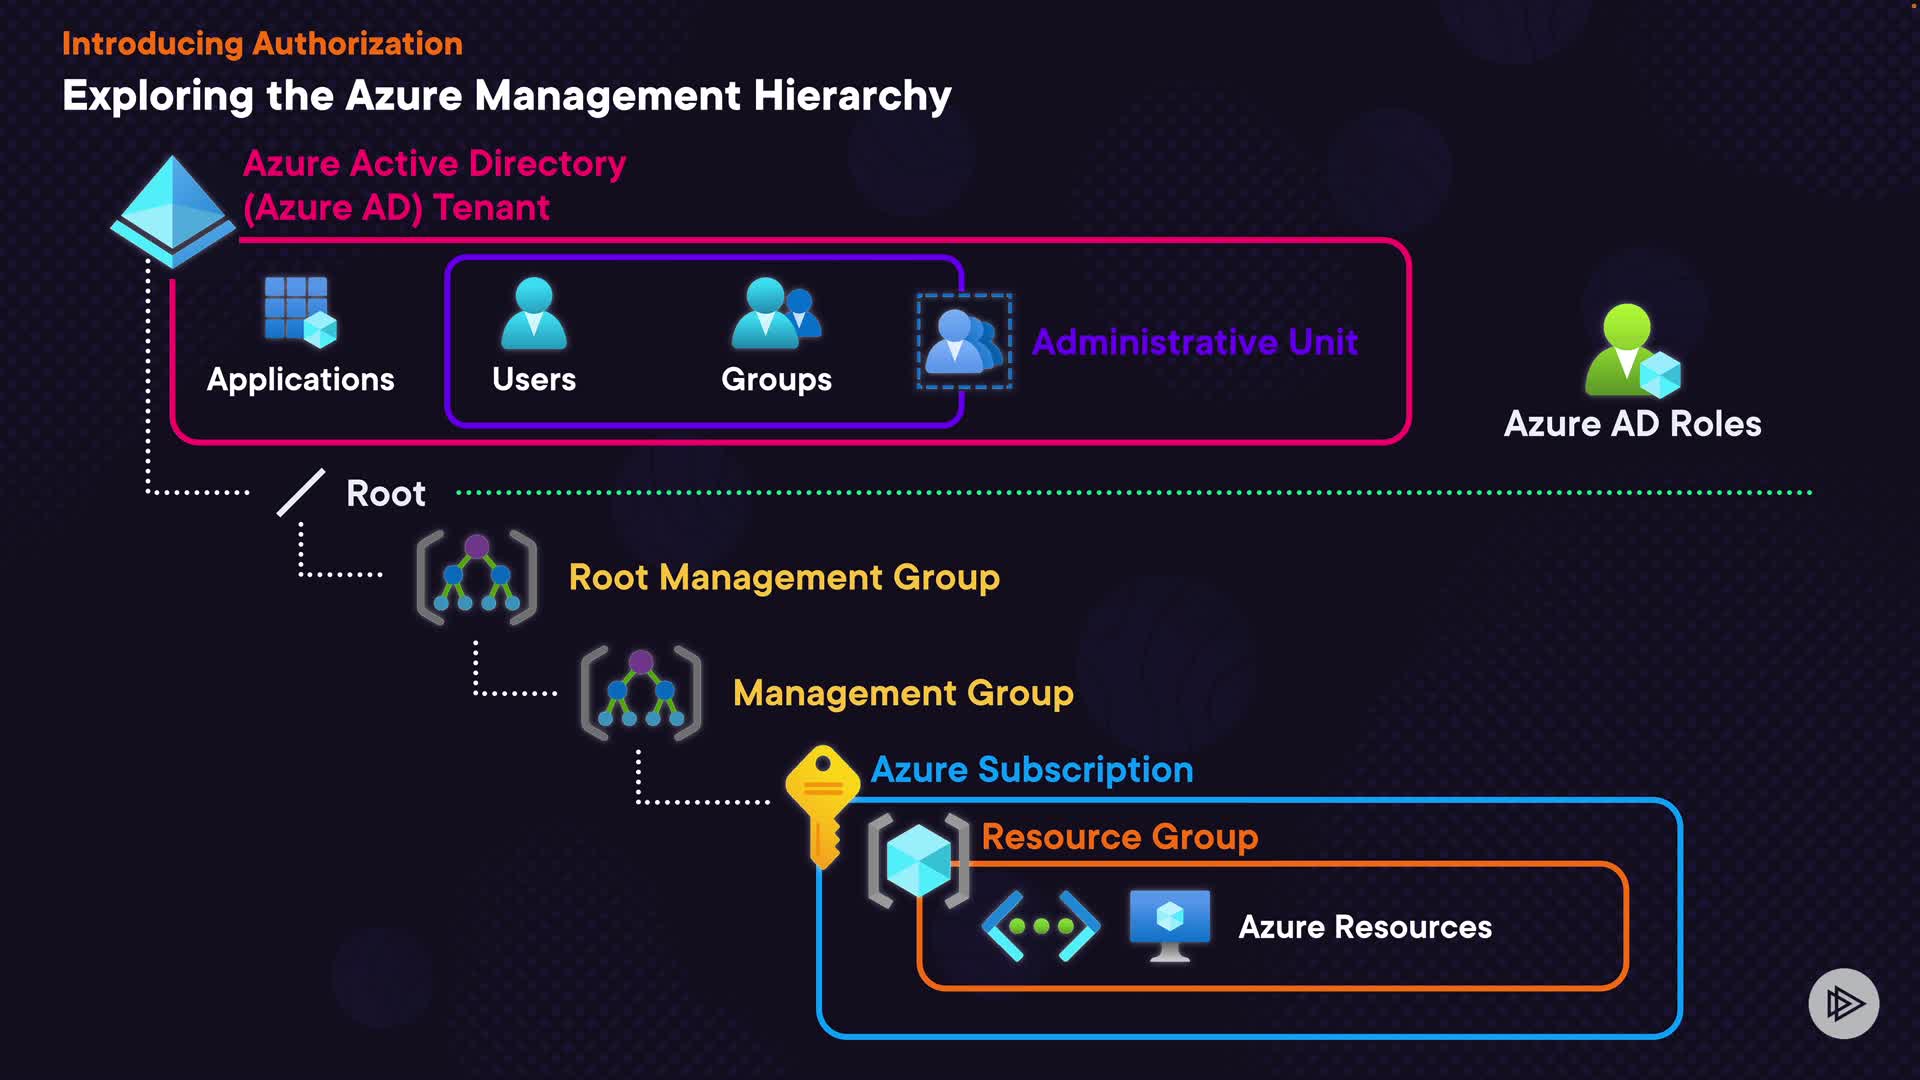 Introducing Authorization
Exploring the Azure Management Hierarchy
Azure Active Directory
(Azure AD) Tenant
Applications
Users
Groups
Administrative Unit
Azure AD Roles
Root
Root Management Group
Management Group
Azure Subscription
Resource Group
Azure Resources